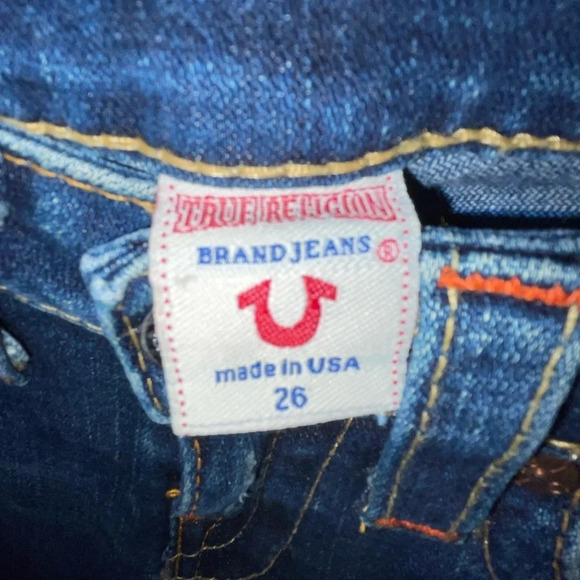 TRUE RELIGION
BRAND JEANS ®
made in USA
26